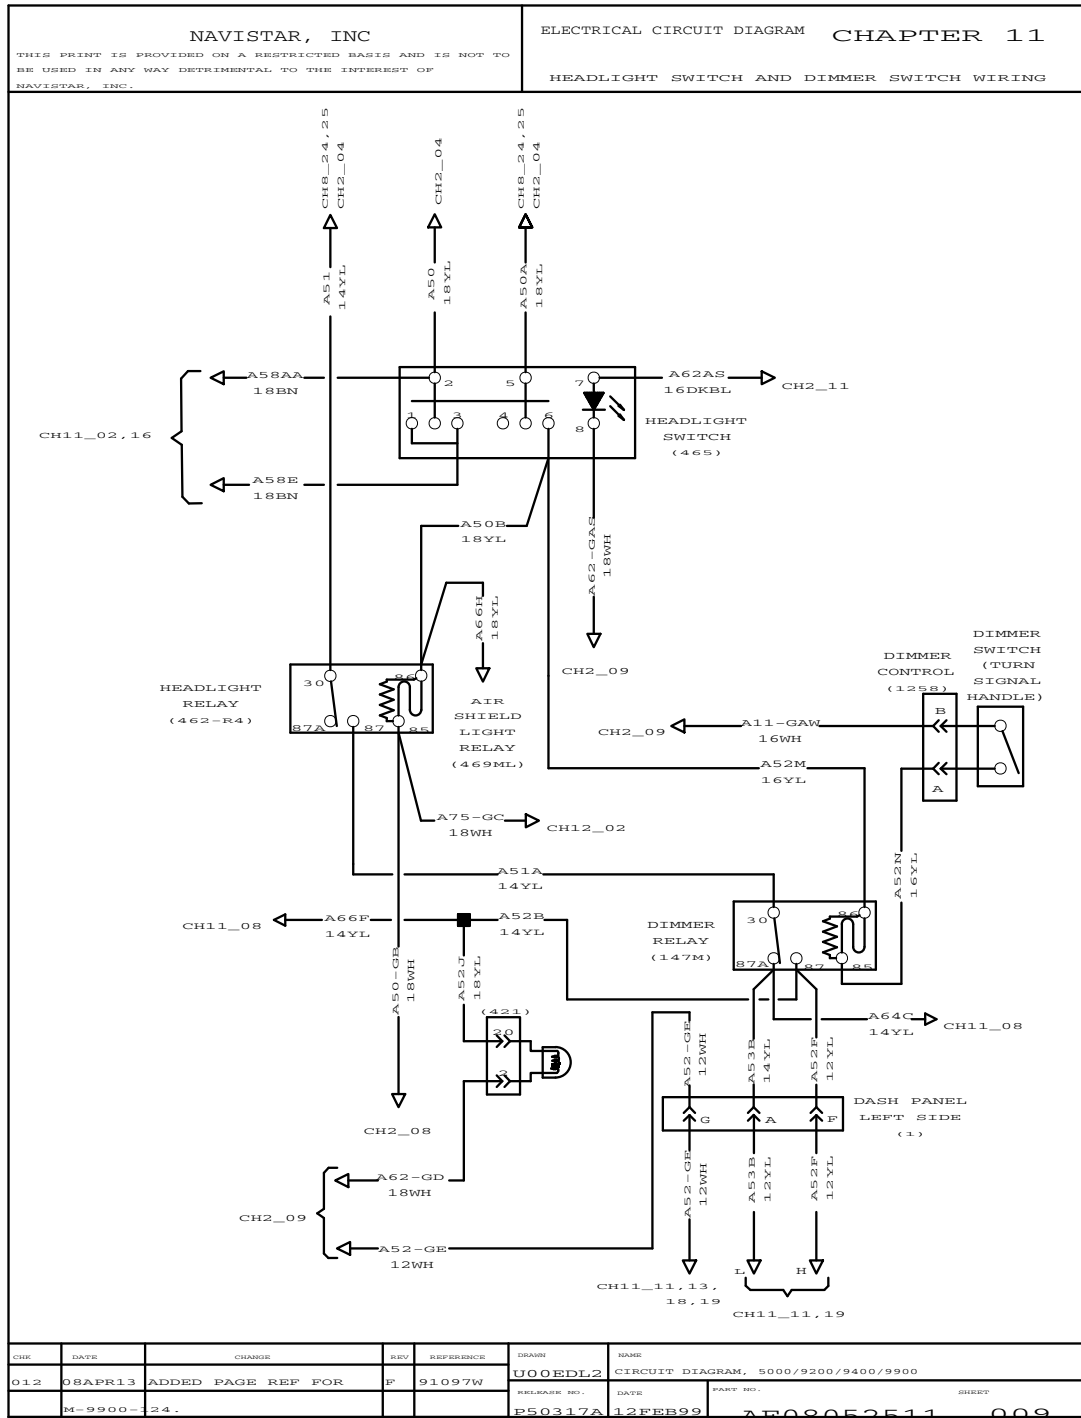 NAVISTAR, INC
THIS PRINT IS PROVIDED ON A RESTRICTED BASIS AND IS NOT TO
BE USED IN ANY WAY DETRIMENTAL TO THE INTEREST OF
NAVISTAR, INC.
ELECTRICAL CIRCUIT DIAGRAM CHAPTER 11
HEADLIGHT SWITCH AND DIMMER SWITCH WIRING
CH8_24,25
CH2_04
CH2_04
CH8_24,25
CH2_04
A51
14YL
A50
18YL
A50A
18YL
A58AA
18BN
2
5
7
A62AS
16DKBL
CH2_11
1
3
4
6
8
HEADLIGHT
SWITCH
(465)
CH11_02,16
A58E
18BN
A50B
18YL
A62-GAS
18WH
A66H
18YL
CH2_09
DIMMER
SWITCH
(TURN
SIGNAL
HANDLE)
DIMMER
CONTROL
(1258)
HEADLIGHT
RELAY
(462-R4)
30
86
87A
87
85
AIR
SHIELD
LIGHT
RELAY
(469ML)
B
A
CH2_09
A11-GAW
16WH
A52M
16YL
A75-GC
18WH
CH12_02
A52N
16YL
A51A
14YL
CH11_08
A66F
14YL
A52B
14YL
DIMMER
RELAY
(147M)
30
86
87A
87
85
A50-GB
18WH
A52J
18YL
(421)
20
3
A64C
14YL
CH11_08
A52-GE
12WH
A53B
14YL
A52F
12YL
DASH PANEL
LEFT SIDE
(1)
G
A
F
CH2_08
A62-GD
18WH
A52-GE
12WH
A53B
12YL
A52F
12YL
CH2_09
A52-GE
12WH
L
H
CH11_11,13,
18,19
CH11_11,19
CHK DATE CHANGE REV REFERENCE
012 08APR13 ADDED PAGE REF FOR F 91097W
M-9900-124.
DRAWN
U00EDL2
NAME
CIRCUIT DIAGRAM, 5000/9200/9400/9900
RELEASE NO.
P50317A
DATE
12FEB99
PART NO.
AE08052511
SHEET
009